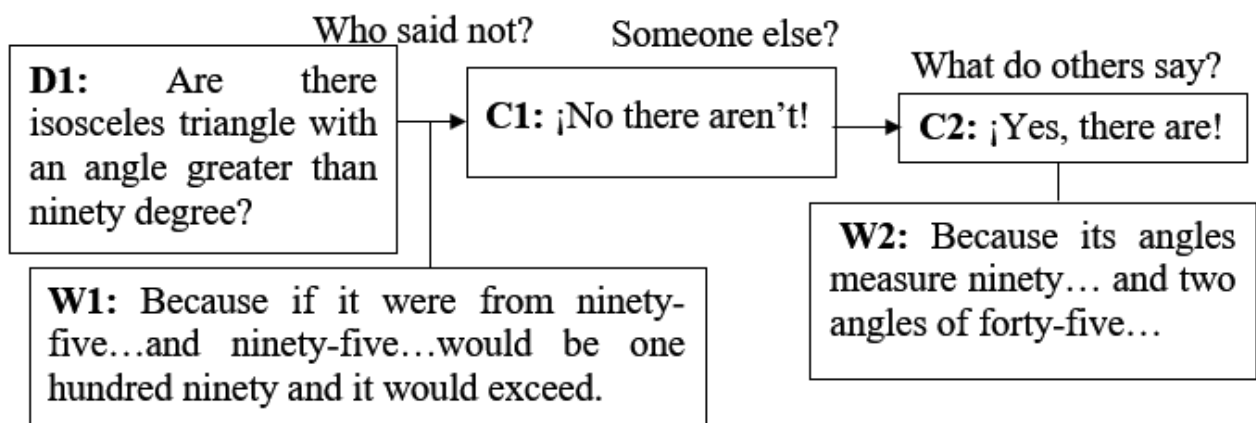 Who said not?
Someone else?
What do others say?
D1: Are there
isosceles triangle with
an angle greater than
ninety degree?
C1: ¡No there aren't!
C2: ¡Yes, there are!
W1: Because if it were from ninety-
five…and ninety-five…would be one
hundred ninety and it would exceed.
W2: Because its angles
measure ninety… and two
angles of forty-five…